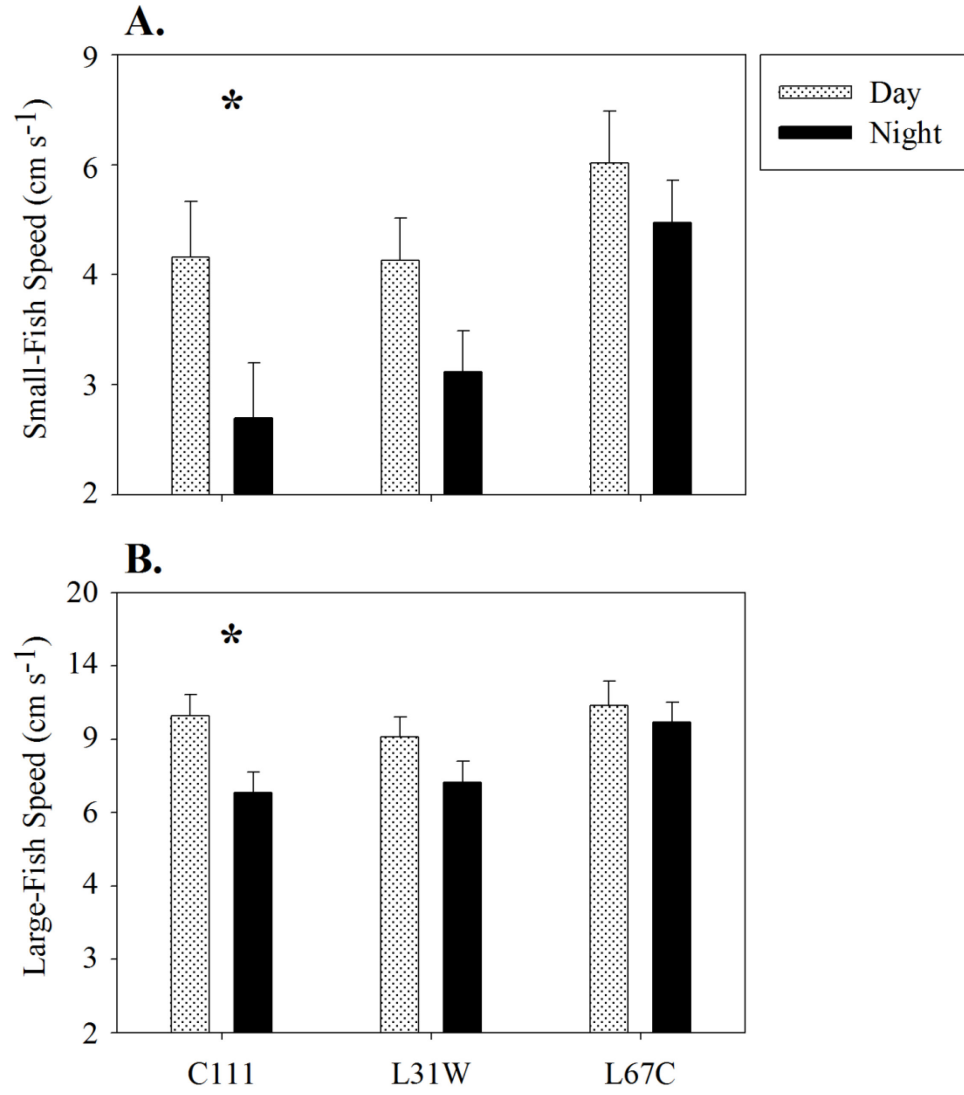 A.
9
6
4
3
2
Small-Fish Speed (cm s-1)
*
Day
Night
B.
20
14
9
6
4
3
2
Large-Fish Speed (cm s-1)
*
C111 L31W L67C